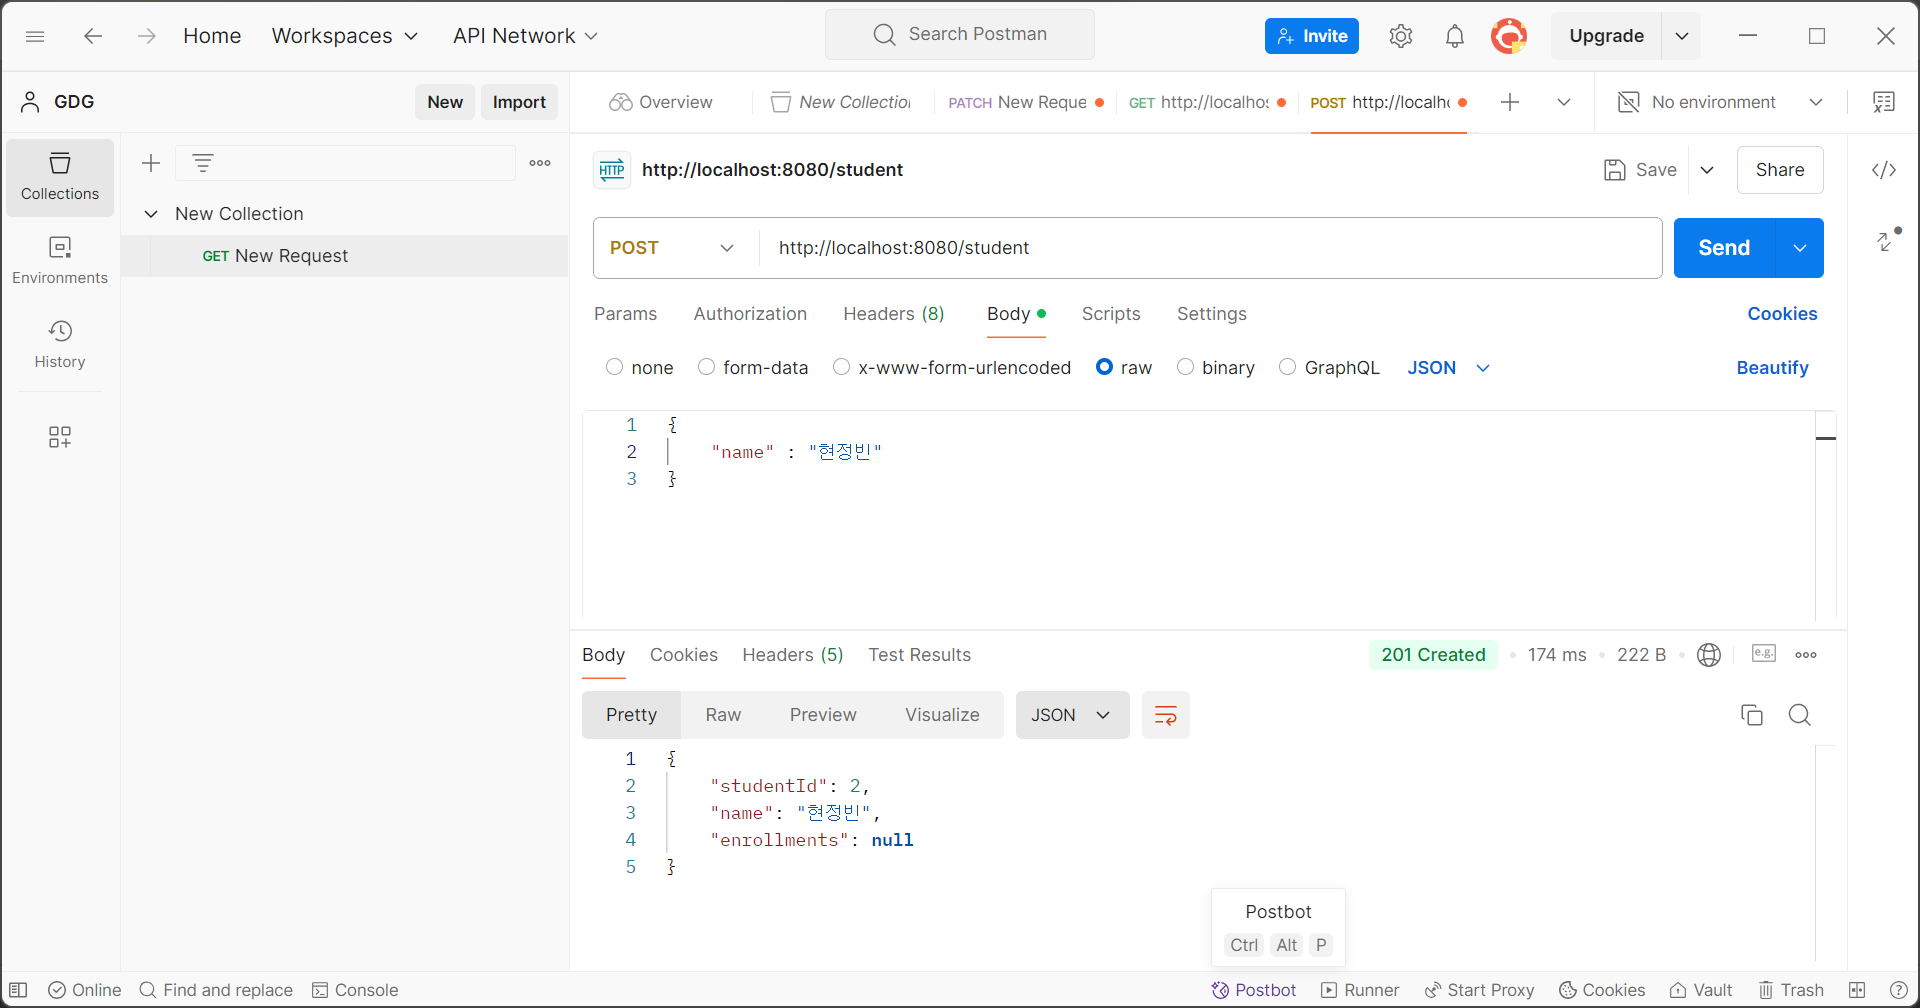 Home Workspaces API Network Search Postman Invite Upgrade
GDG New Import Overview New Collectio PATCH New Reque GET http://localhos POST http://localh No environment
HTTP http://localhost:8080/student Save Share
Collections
New Collection
GET New Request
POST http://localhost:8080/student Send
Environments
Params Authorization Headers (8) Body Scripts Settings Cookies
History
none form-data x-www-form-urlencoded raw binary GraphQL JSON Beautify
1 {
2 "name" : "현정빈"
3 }
Body Cookies Headers (5) Test Results 201 Created 174 ms 222 B e.g.
Pretty Raw Preview Visualize JSON
1 {
2 "studentId": 2,
3 "name": "현정빈",
4 "enrollments": null
5 }
Postbot
Ctrl Alt P
Online Find and replace Console Postbot Runner Start Proxy Cookies Vault Trash